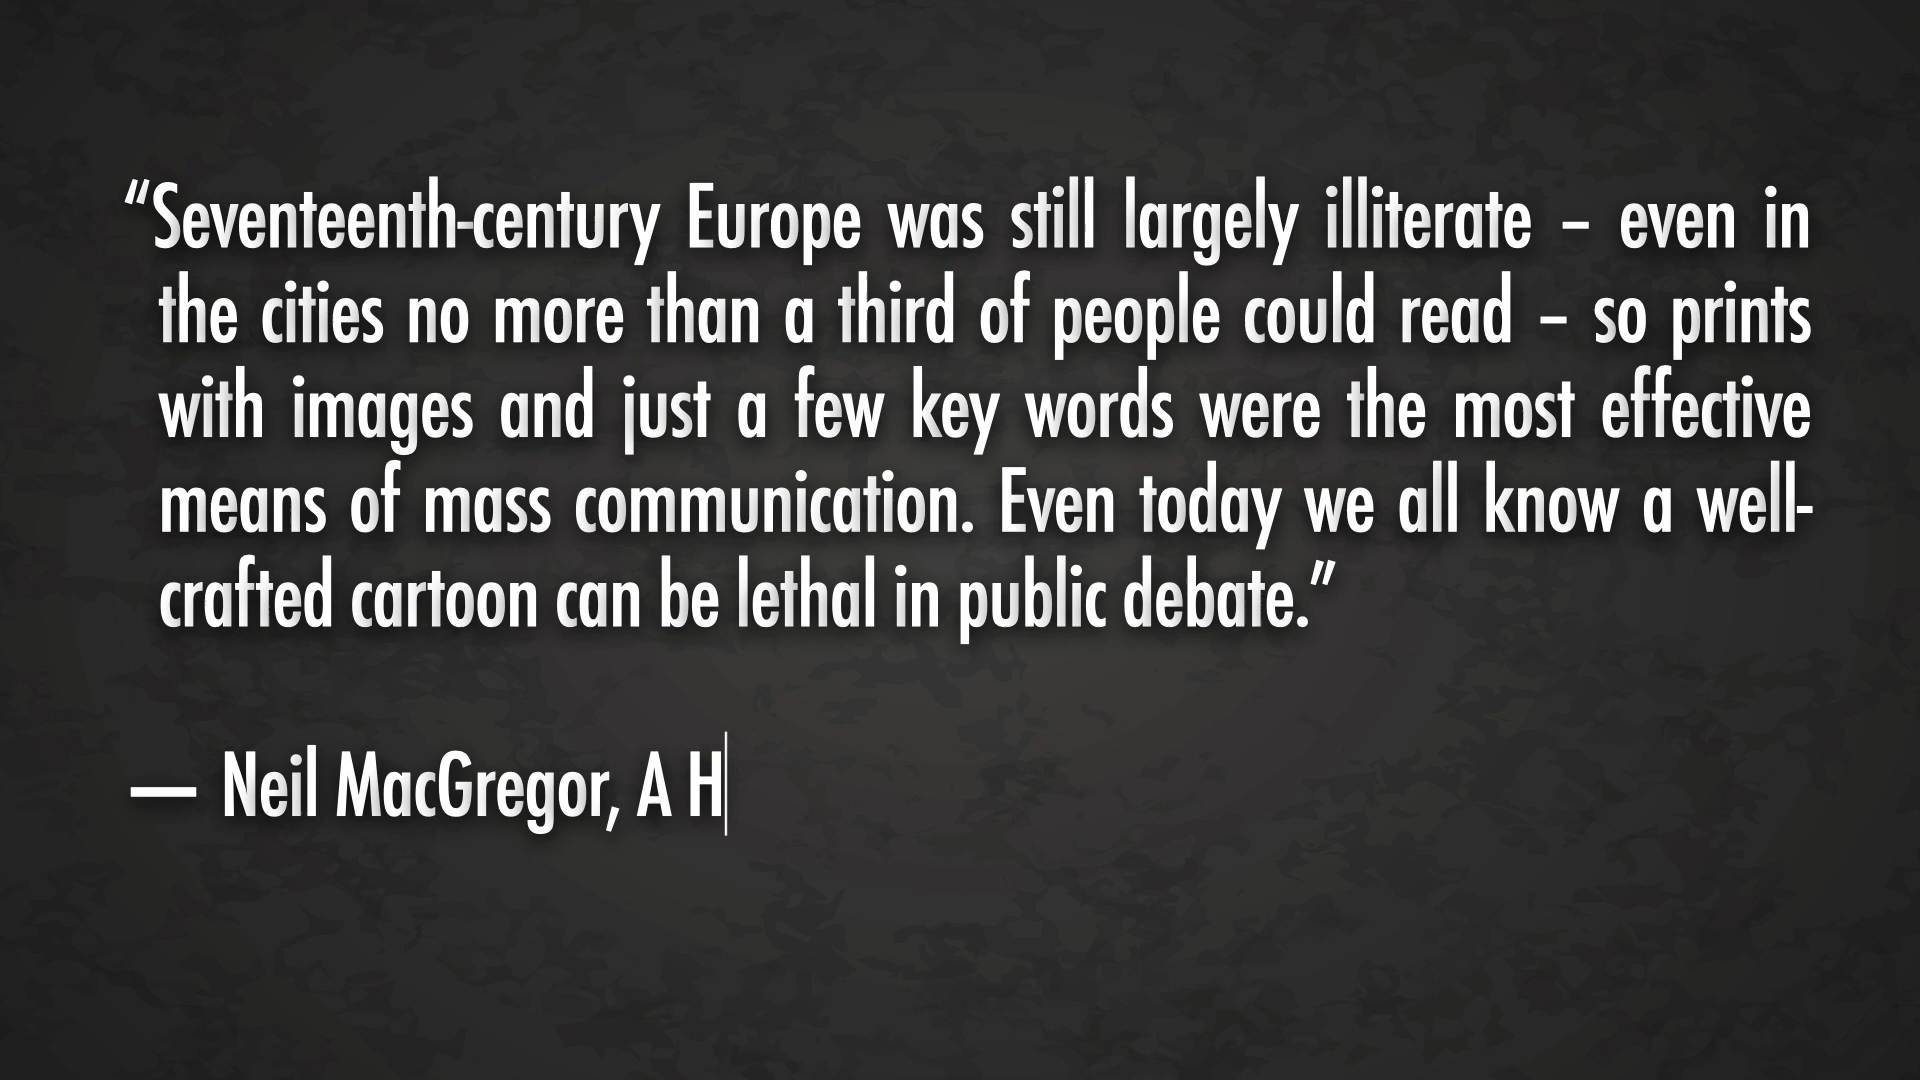 “Seventeenth-century Europe was still largely illiterate – even in
the cities no more than a third of people could read – so prints
with images and just a few key words were the most effective
means of mass communication. Even today we all know a well-
crafted cartoon can be lethal in public debate.”
— Neil MacGregor, A H